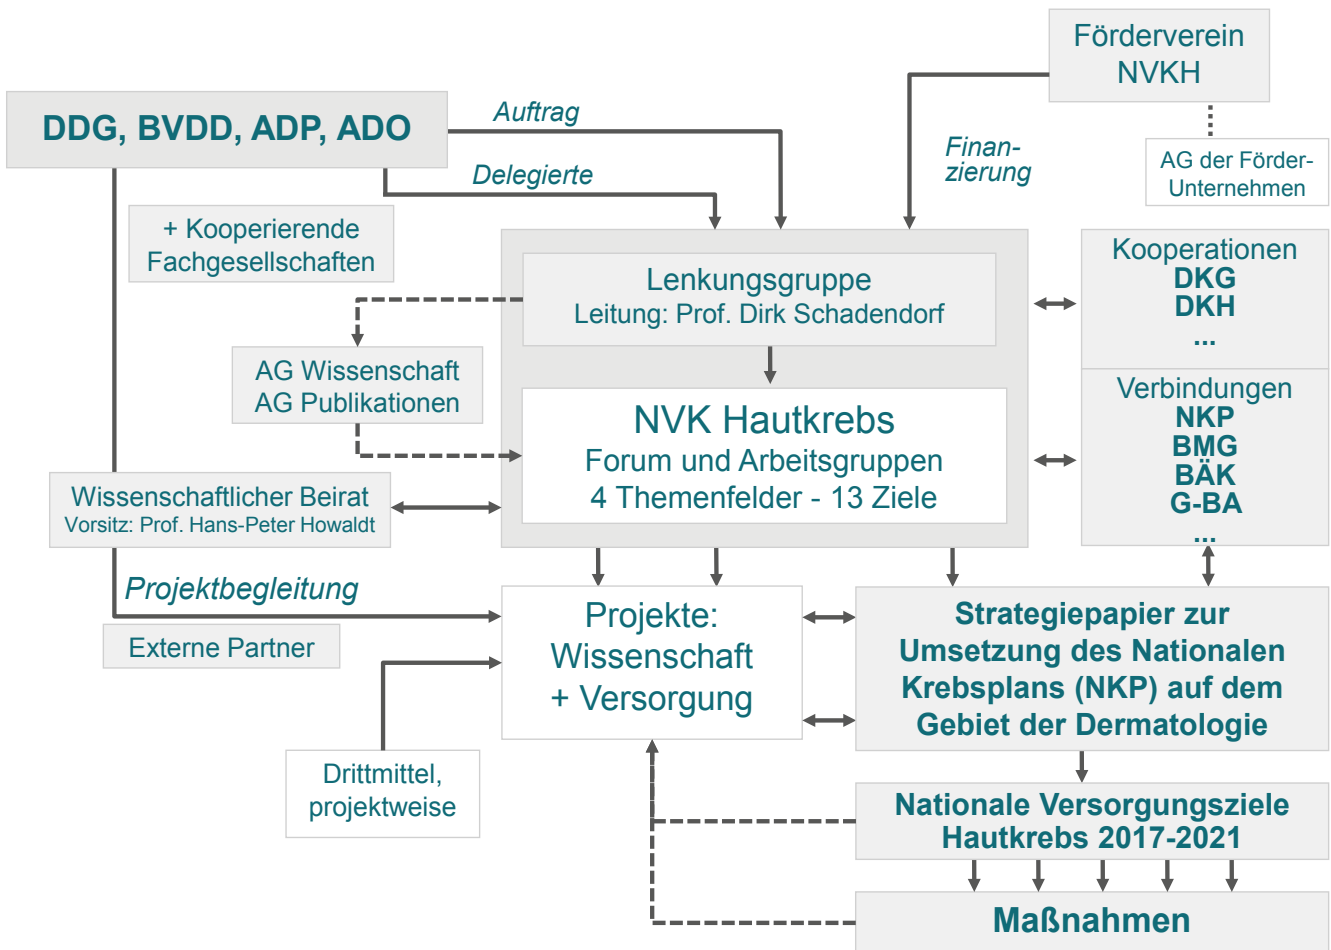 Förderverein
NVKH
DDG, BVDD, ADP, ADO
Auftrag
Delegierte
Finan-
zierung
AG der Förder-
Unternehmen
+ Kooperierende
Fachgesellschaften
Lenkungsgruppe
Leitung: Prof. Dirk Schadendorf
Kooperationen
DKG
DKH
...
AG Wissenschaft
AG Publikationen
NVK Hautkrebs
Forum und Arbeitsgruppen
4 Themenfelder - 13 Ziele
Verbindungen
NKP
BMG
BÄK
G-BA
...
Wissenschaftlicher Beirat
Vorsitz: Prof. Hans-Peter Howaldt
Projektbegleitung
Externe Partner
Projekte:
Wissenschaft
+ Versorgung
Strategiepapier zur
Umsetzung des Nationalen
Krebsplans (NKP) auf dem
Gebiet der Dermatologie
Drittmittel,
projektweise
Nationale Versorgungsziele
Hautkrebs 2017-2021
Maßnahmen